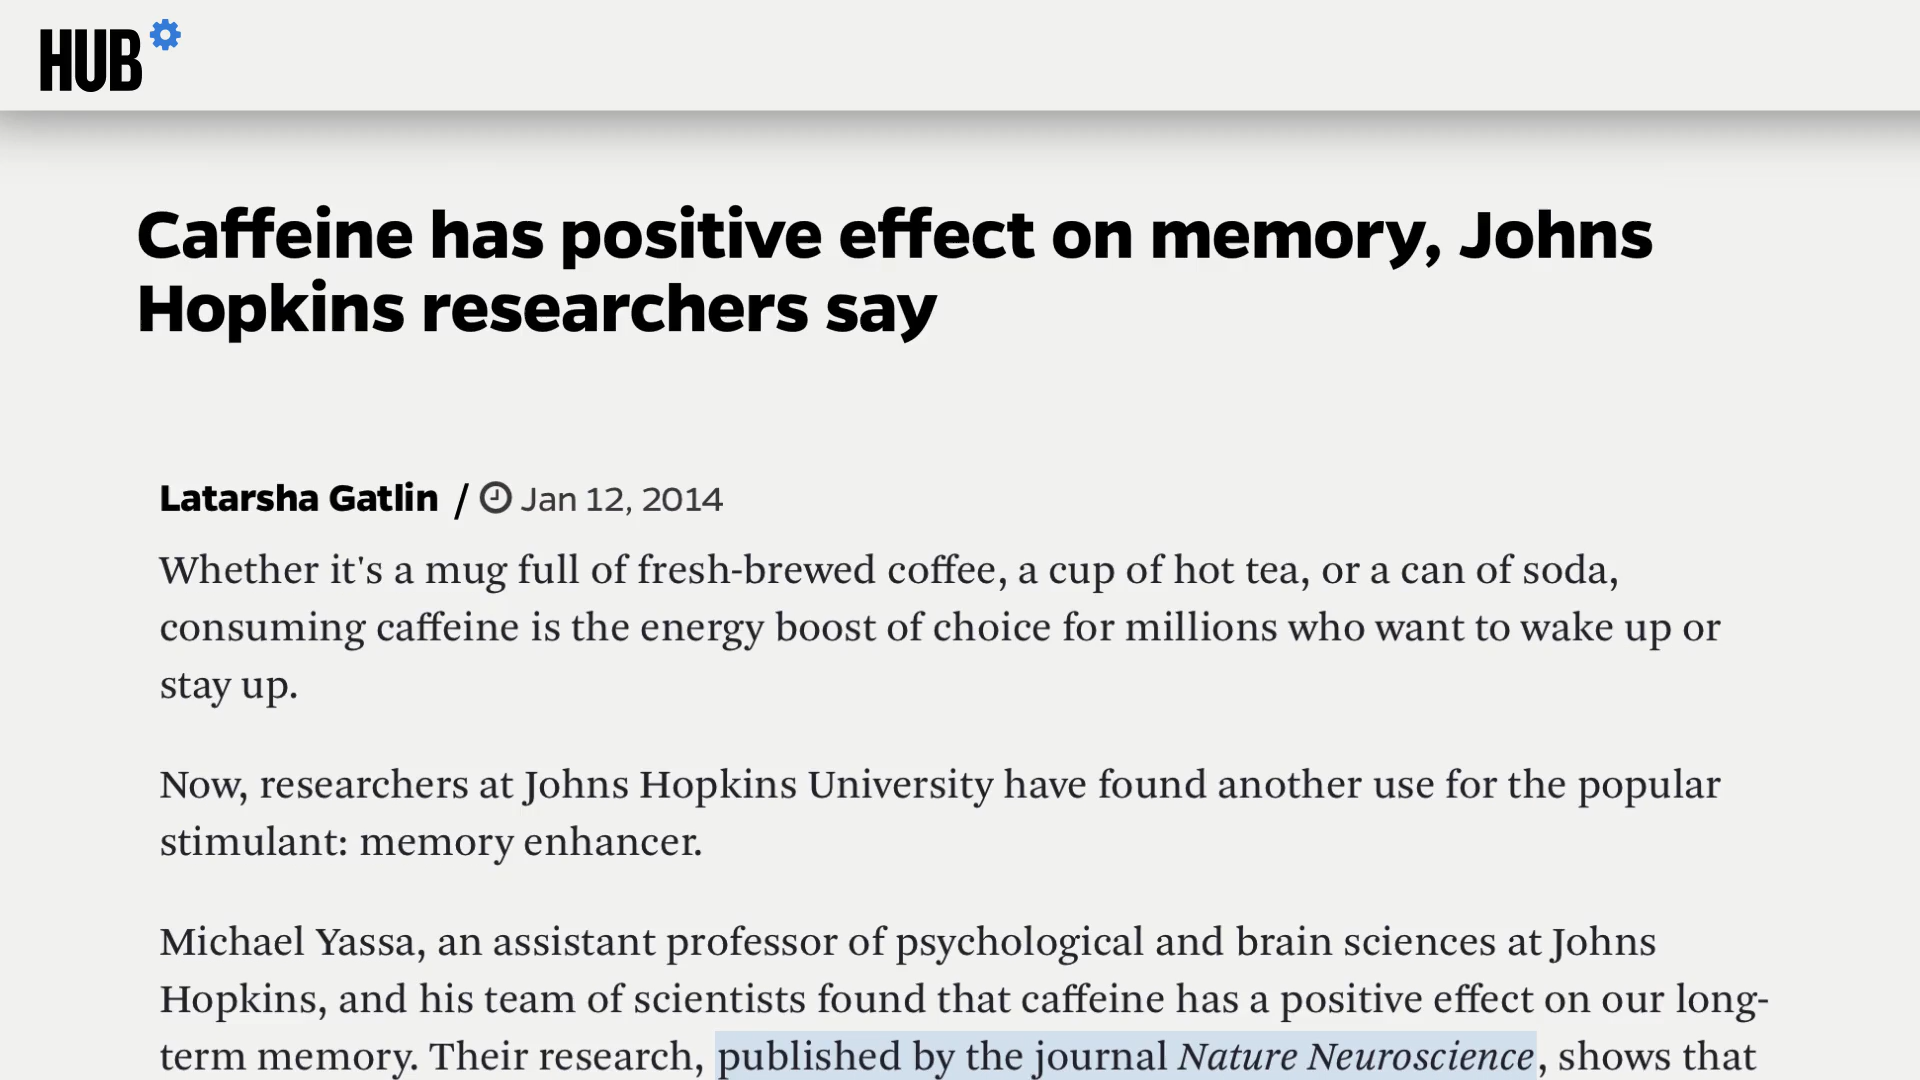 HUB
Caffeine has positive effect on memory, Johns
Hopkins researchers say
Latarsha Gatlin / Jan 12, 2014
Whether it's a mug full of fresh-brewed coffee, a cup of hot tea, or a can of soda,
consuming caffeine is the energy boost of choice for millions who want to wake up or
stay up.
Now, researchers at Johns Hopkins University have found another use for the popular
stimulant: memory enhancer.
Michael Yassa, an assistant professor of psychological and brain sciences at Johns
Hopkins, and his team of scientists found that caffeine has a positive effect on our long-
term memory. Their research, published by the journal Nature Neuroscience, shows that